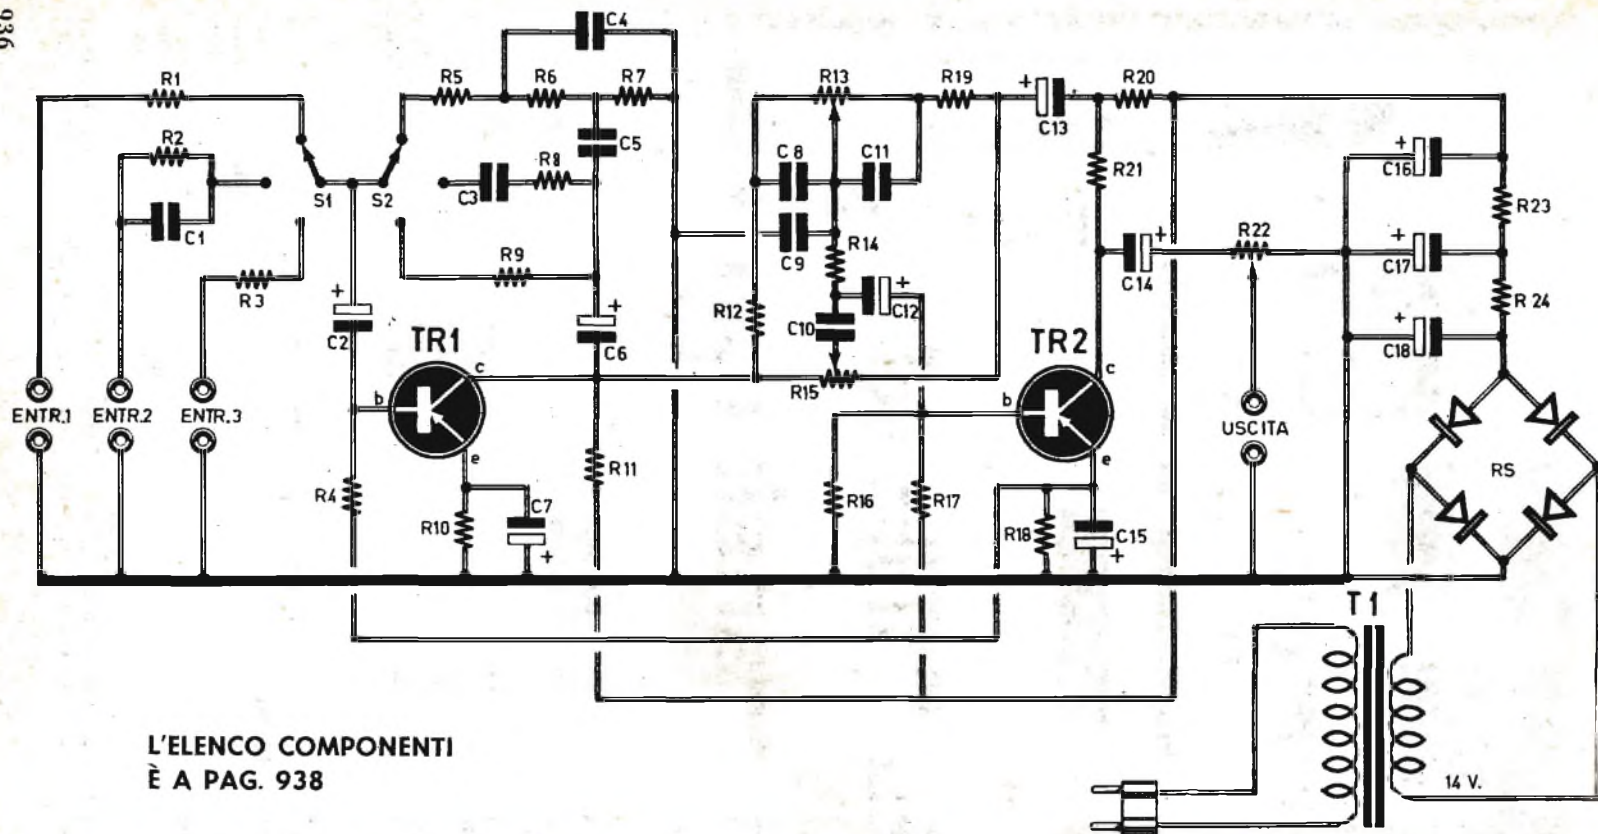 936
C4
R1
R5
R6
R7
R13
R19
+
C13
R20
R2
C1
S1
S2
C3
R8
C5
C8
C11
R21
+
C16
R23
R3
R9
C9
R14
+
C14
R22
+
C17
R24
+
C2
TR1
+
C6
R12
C10
+
C12
TR2
+
C18
ENTR.1
ENTR.2
ENTR.3
b
c
e
R15
b
c
e
USCITA
RS
R4
R10
C7
+
R11
R16
R17
R18
C15
+
T1
14 V.
L'ELENCO COMPONENTI
È A PAG. 938